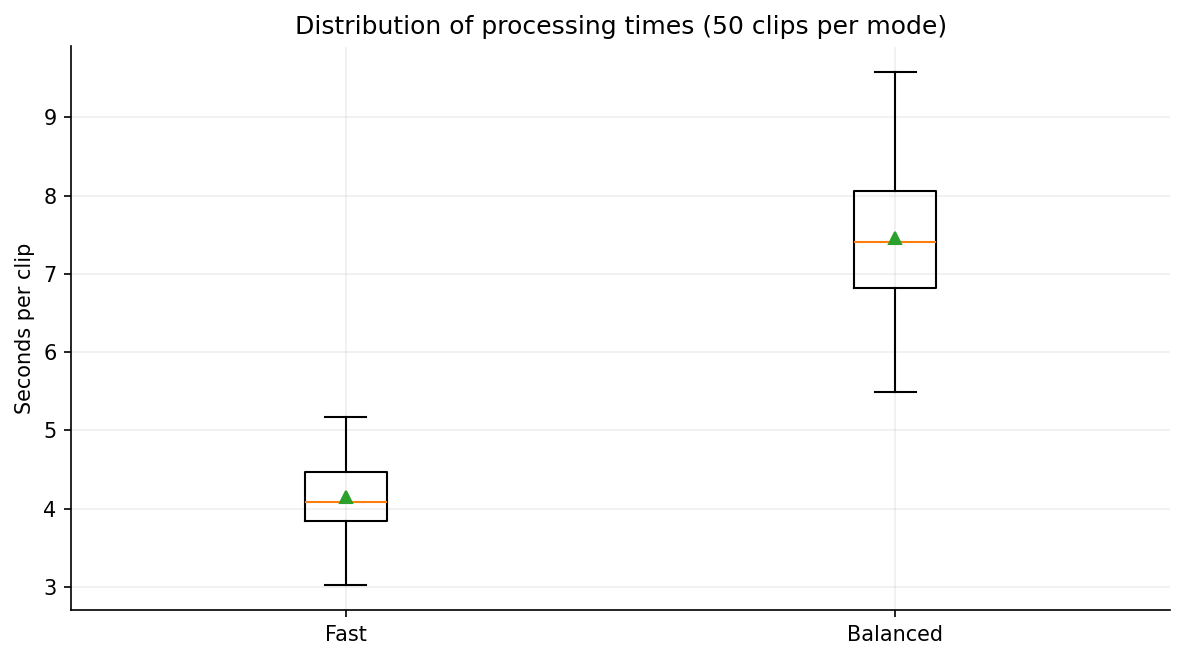 Distribution of processing times (50 clips per mode)
Seconds per clip
9
8
7
6
5
4
3
Fast
Balanced